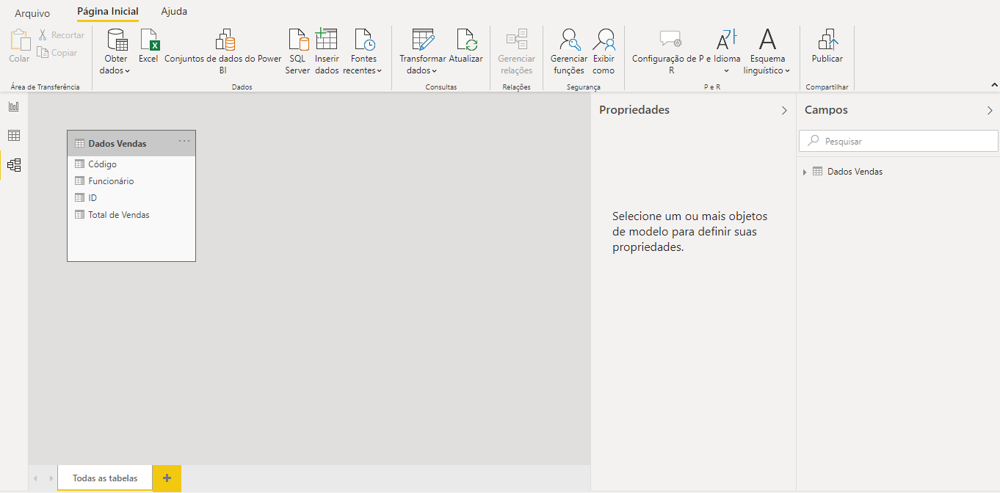 Arquivo
Página Inicial
Ajuda
Colar
Recortar
Copiar
Área de Transferência
Obter
dados
Excel
Conjuntos de dados do Power
BI
SQL
Server
Inserir
dados
Fontes
recentes
Dados
Transformar
dados
Atualizar
Consultas
Gerenciar
relações
Relações
Gerenciar
funções
Exibir
como
Segurança
Configuração de P e
R
Idioma
Esquema
linguístico
P e R
Publicar
Compartilhar
Dados Vendas
Código
Funcionário
ID
Total de Vendas
Propriedades
Selecione um ou mais objetos
de modelo para definir suas
propriedades.
Campos
Pesquisar
Dados Vendas
Todas as tabelas